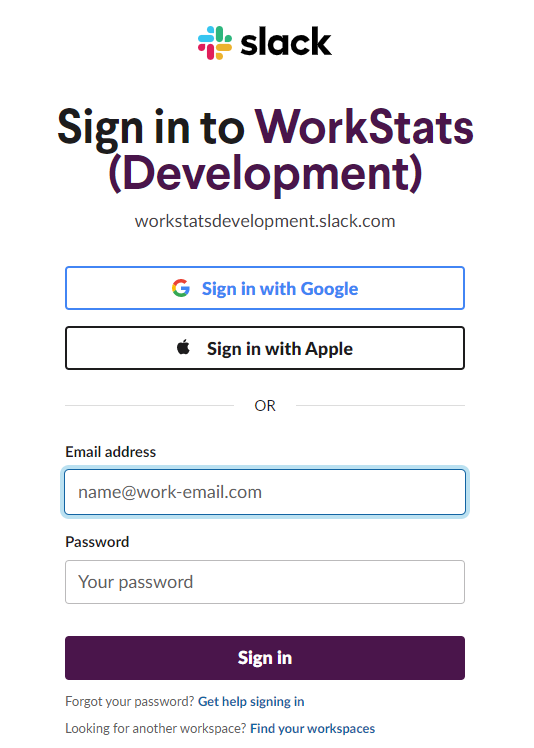 slack
Sign in to WorkStats
(Development)
workstatsdevelopment.slack.com
Sign in with Google
Sign in with Apple
OR
Email address
name@work-email.com
Password
Your password
Sign in
Forgot your password? Get help signing in
Looking for another workspace? Find your workspaces